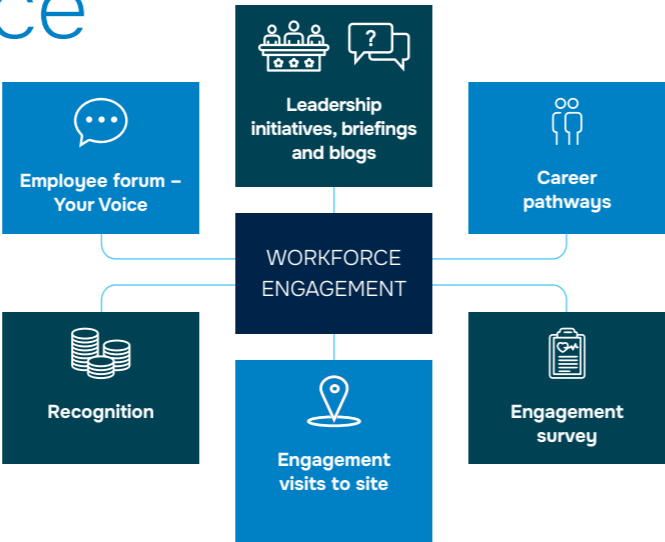 ce
?
Leadership
initiatives, briefings
and blogs
Employee forum –
Your Voice
Career
pathways
WORKFORCE
ENGAGEMENT
Recognition
Engagement
visits to site
Engagement
survey